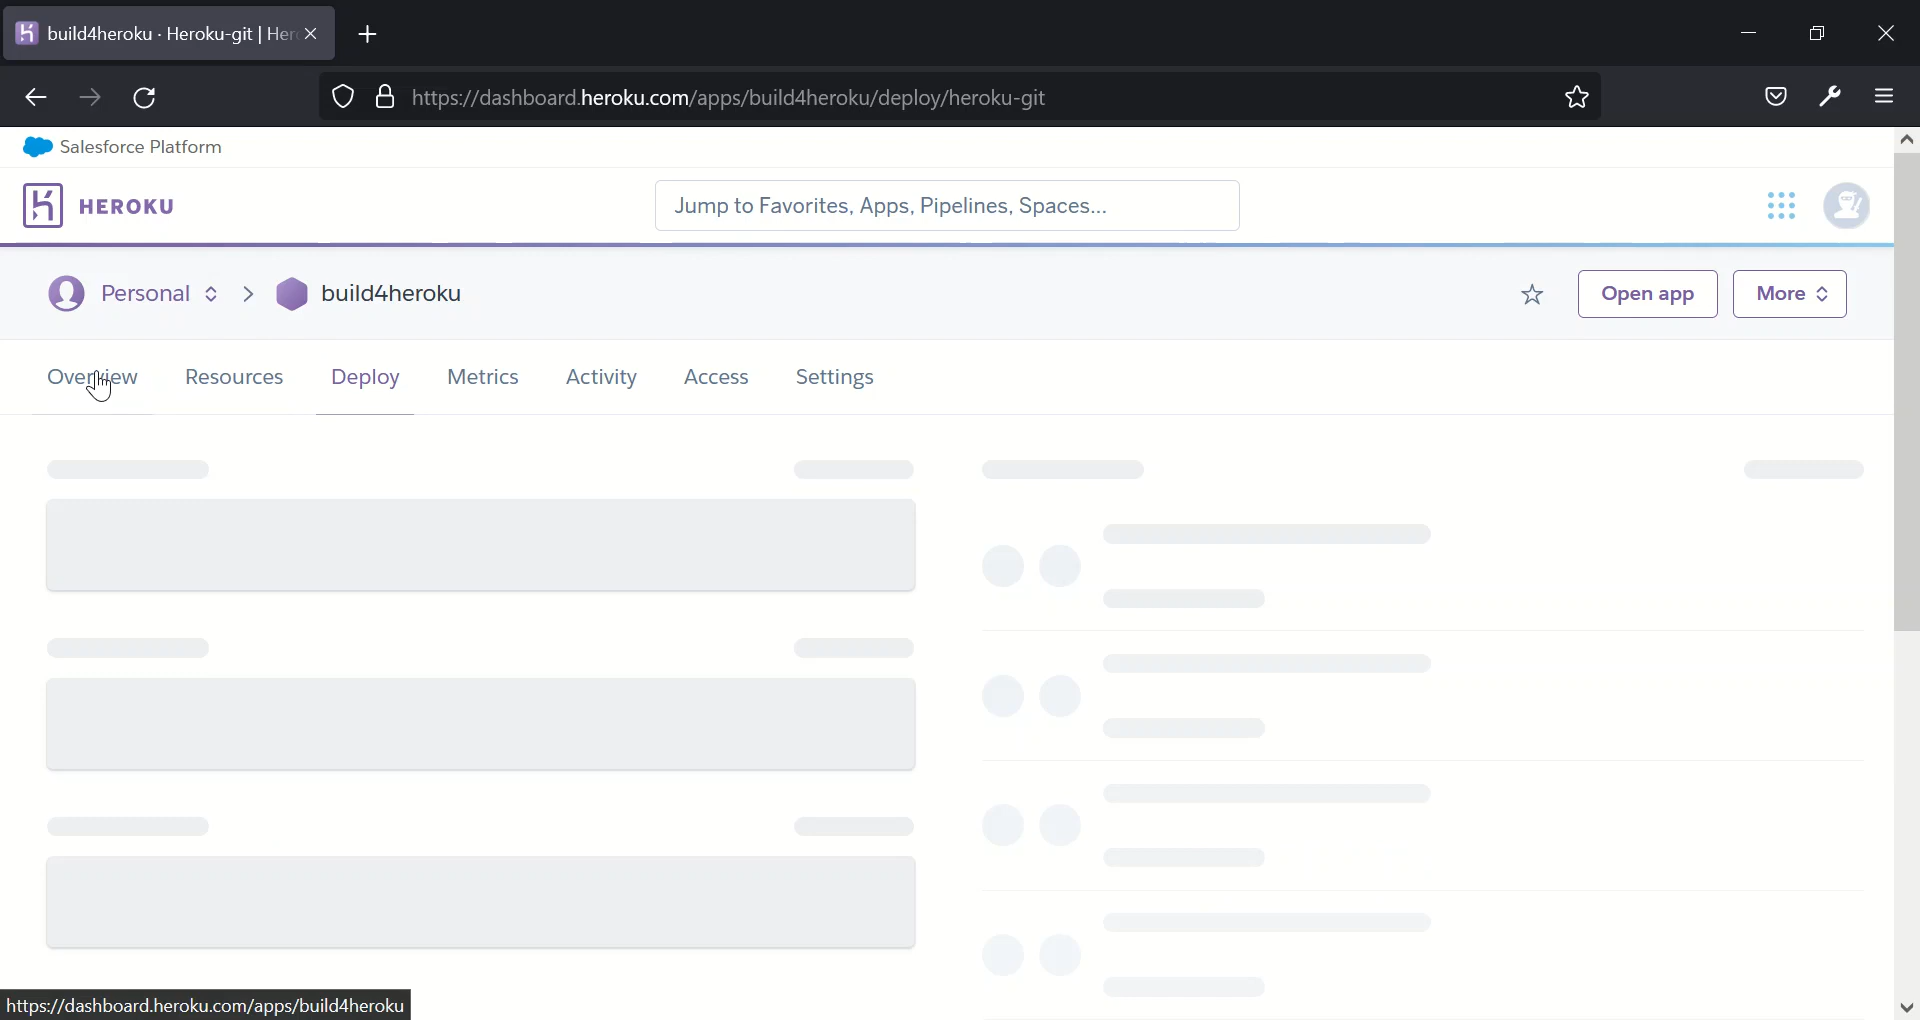 build4heroku · Heroku-git | Her
https://dashboard.heroku.com/apps/build4heroku/deploy/heroku-git
Salesforce Platform
HEROKU
Jump to Favorites, Apps, Pipelines, Spaces...
Personal > build4heroku
Open app
More
Overview Resources Deploy Metrics Activity Access Settings
https://dashboard.heroku.com/apps/build4heroku